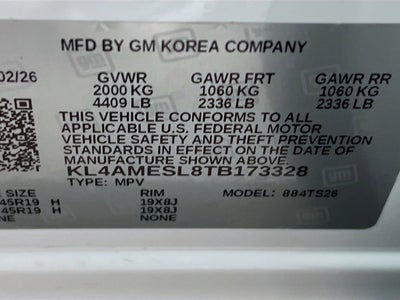 MFD BY GM KOREA COMPANY
02/26 GVWR GAWR FRT GAWR RR
2000 KG 1060 KG 1060 KG
4409 LB 2336 LB 2336 LB
THIS VEHICLE CONFORMS TO ALL
APPLICABLE U.S. FEDERAL MOTOR
VEHICLE SAFETY AND THEFT PREVENTION
STANDARDS IN EFFECT ON THE DATE OF
MANUFACTURE SHOWN ABOVE.
KL4AMESL8TB173328
TYPE: MPV MODEL: 884TS26
RIM
45R19 H 19X8J
45R19 H 19X8J
NONE NONE